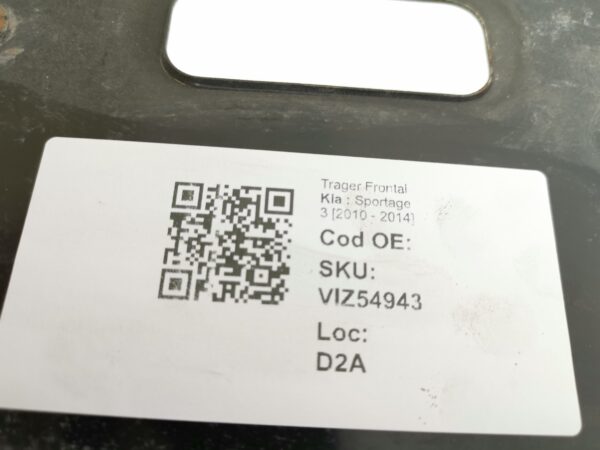 Trager Frontal
Kia : Sportage
3 [2010 - 2014]
Cod OE:
SKU:
VIZ54943
Loc:
D2A